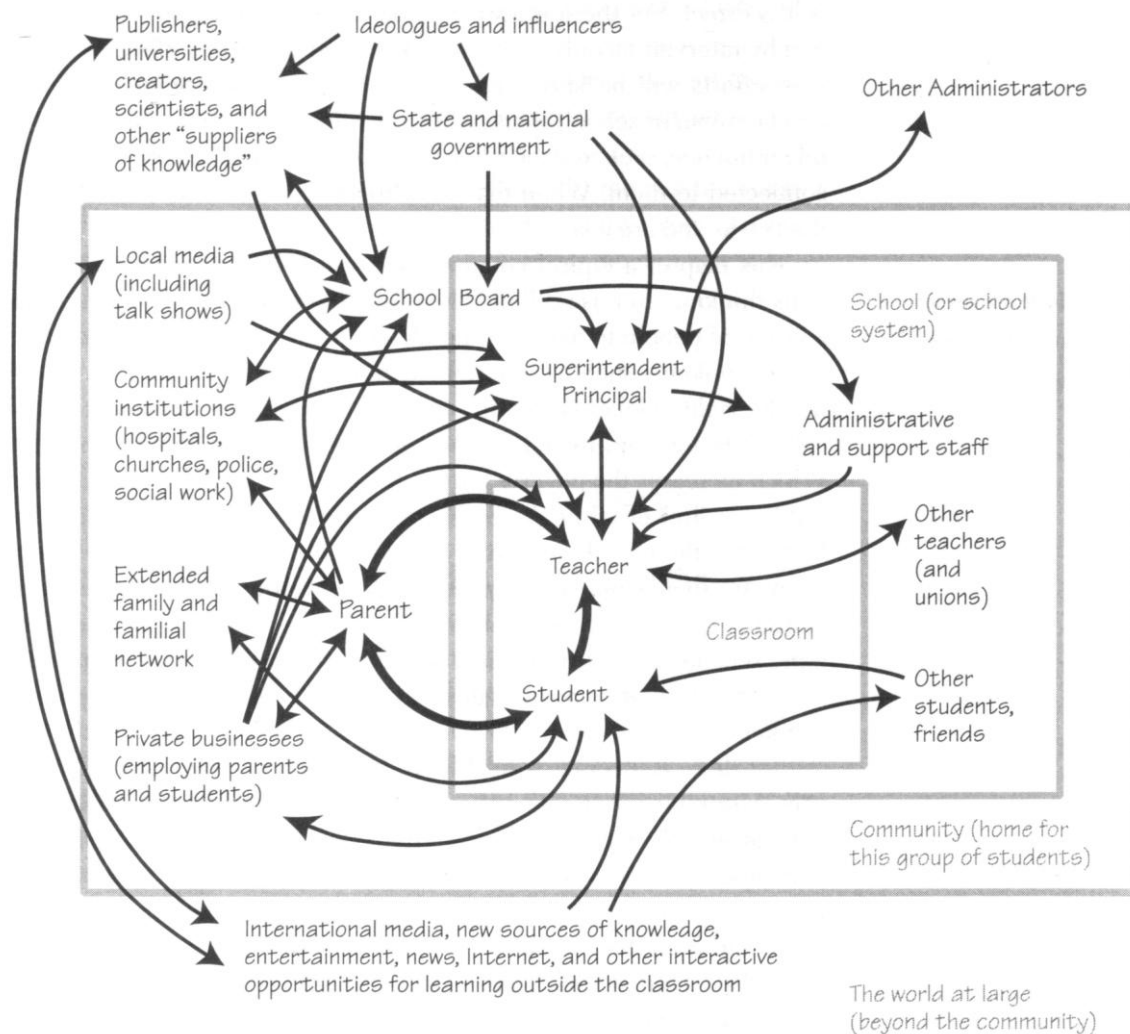 Publishers,
universities,
creators,
scientists, and
other “suppliers
of knowledge”
Ideologues and influencers
State and national
government
Other Administrators
Local media
(including
talk shows)
School Board
School (or school
system)
Superintendent
Principal
Community
institutions
(hospitals,
churches, police,
social work)
Administrative
and support staff
Other
teachers
(and
unions)
Teacher
Extended
family and
familial
network
Parent
Classroom
Student
Other
students,
friends
Private businesses
(employing parents
and students)
Community (home for
this group of students)
International media, new sources of knowledge,
entertainment, news, Internet, and other interactive
opportunities for learning outside the classroom
The world at large
(beyond the community)